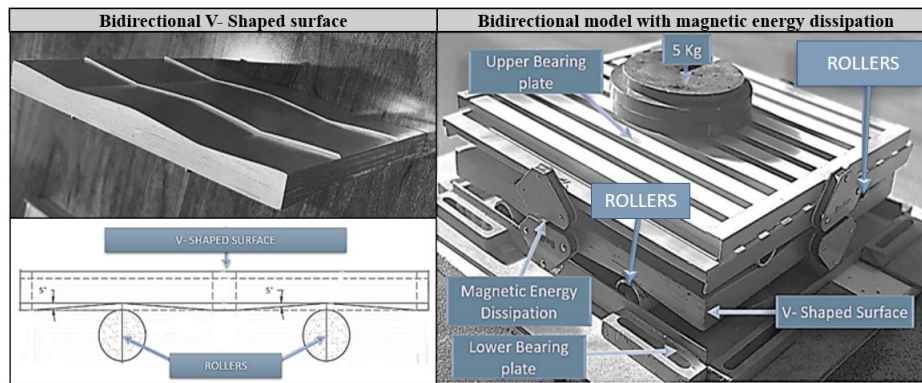 Bidirectional V- Shaped surface
V- SHAPED SURFACE
5°
5°
ROLLERS
Bidirectional model with magnetic energy dissipation
5 Kg
Upper Bearing
plate
ROLLERS
ROLLERS
Magnetic Energy
Dissipation
V- Shaped Surface
Lower Bearing
plate